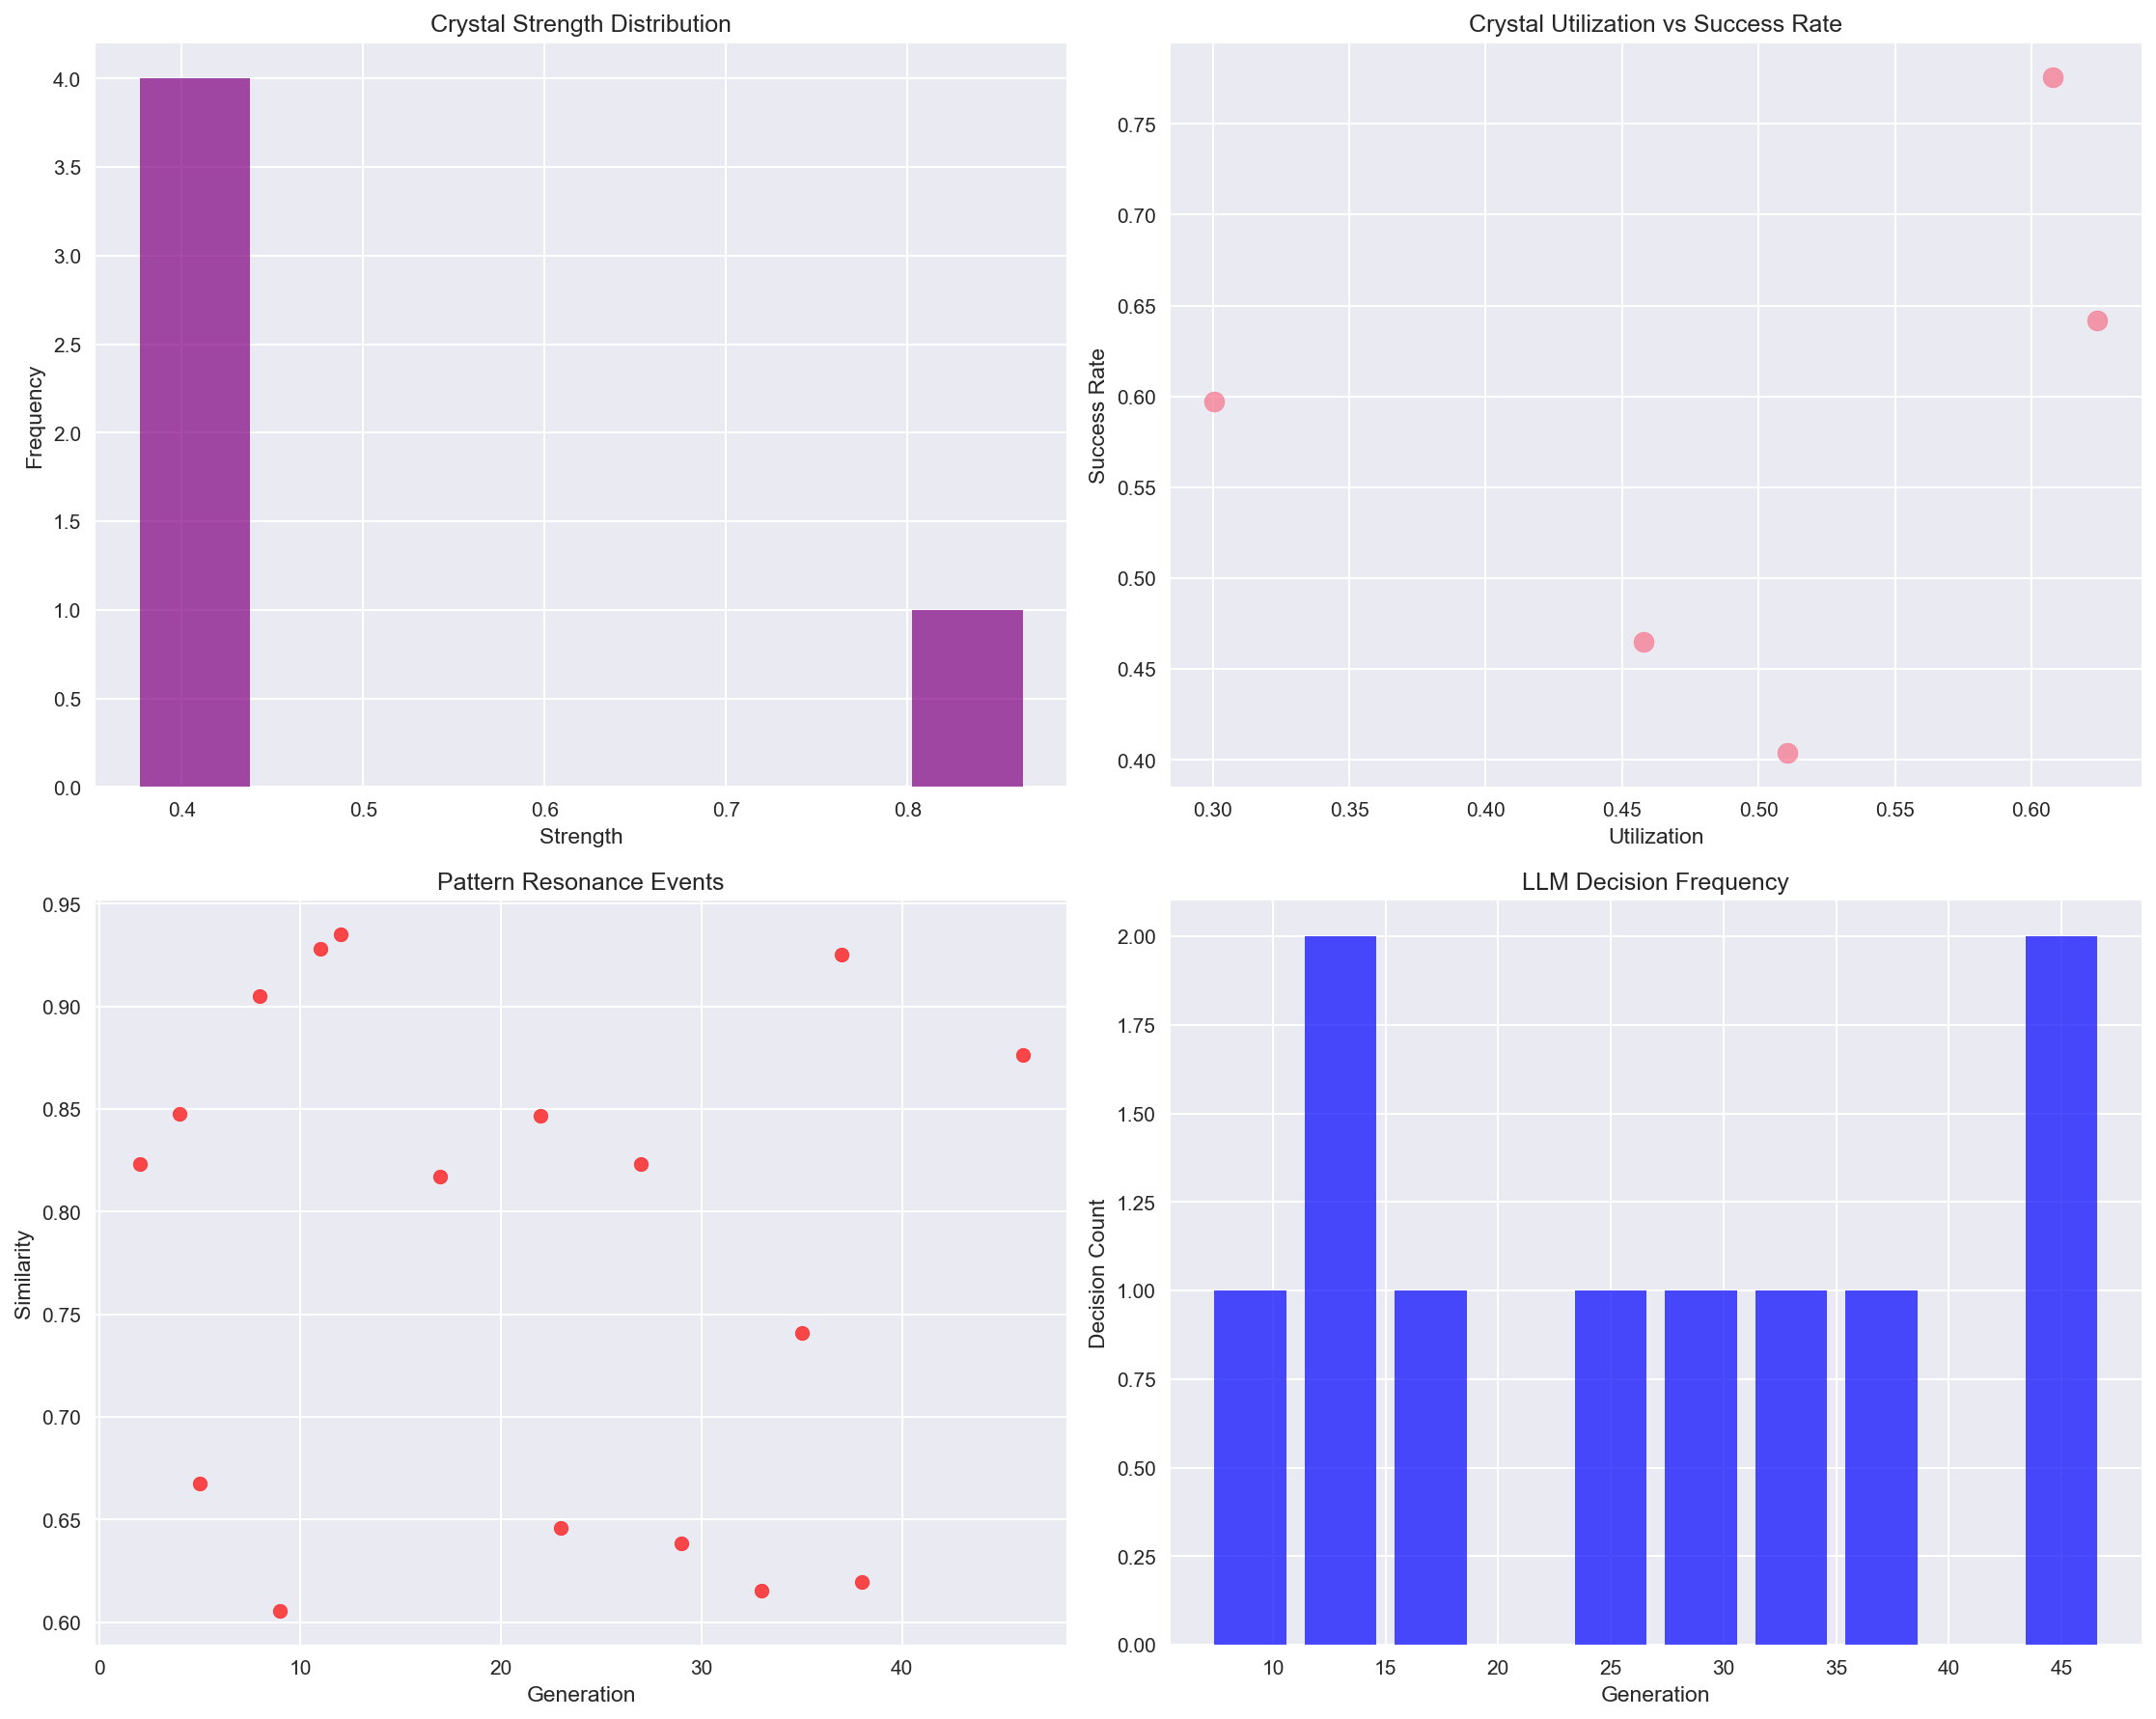 Crystal Strength Distribution
4.0
3.5
3.0
2.5
2.0
1.5
1.0
0.5
0.0
Frequency
0.4 0.5 0.6 0.7 0.8
Strength
Crystal Utilization vs Success Rate
0.75
0.70
0.65
0.60
0.55
0.50
0.45
0.40
Success Rate
0.30 0.35 0.40 0.45 0.50 0.55 0.60
Utilization
Pattern Resonance Events
0.95
0.90
0.85
0.80
0.75
0.70
0.65
0.60
Similarity
0 10 20 30 40
Generation
LLM Decision Frequency
2.00
1.75
1.50
1.25
1.00
0.75
0.50
0.25
0.00
Decision Count
10 15 20 25 30 35 40 45
Generation